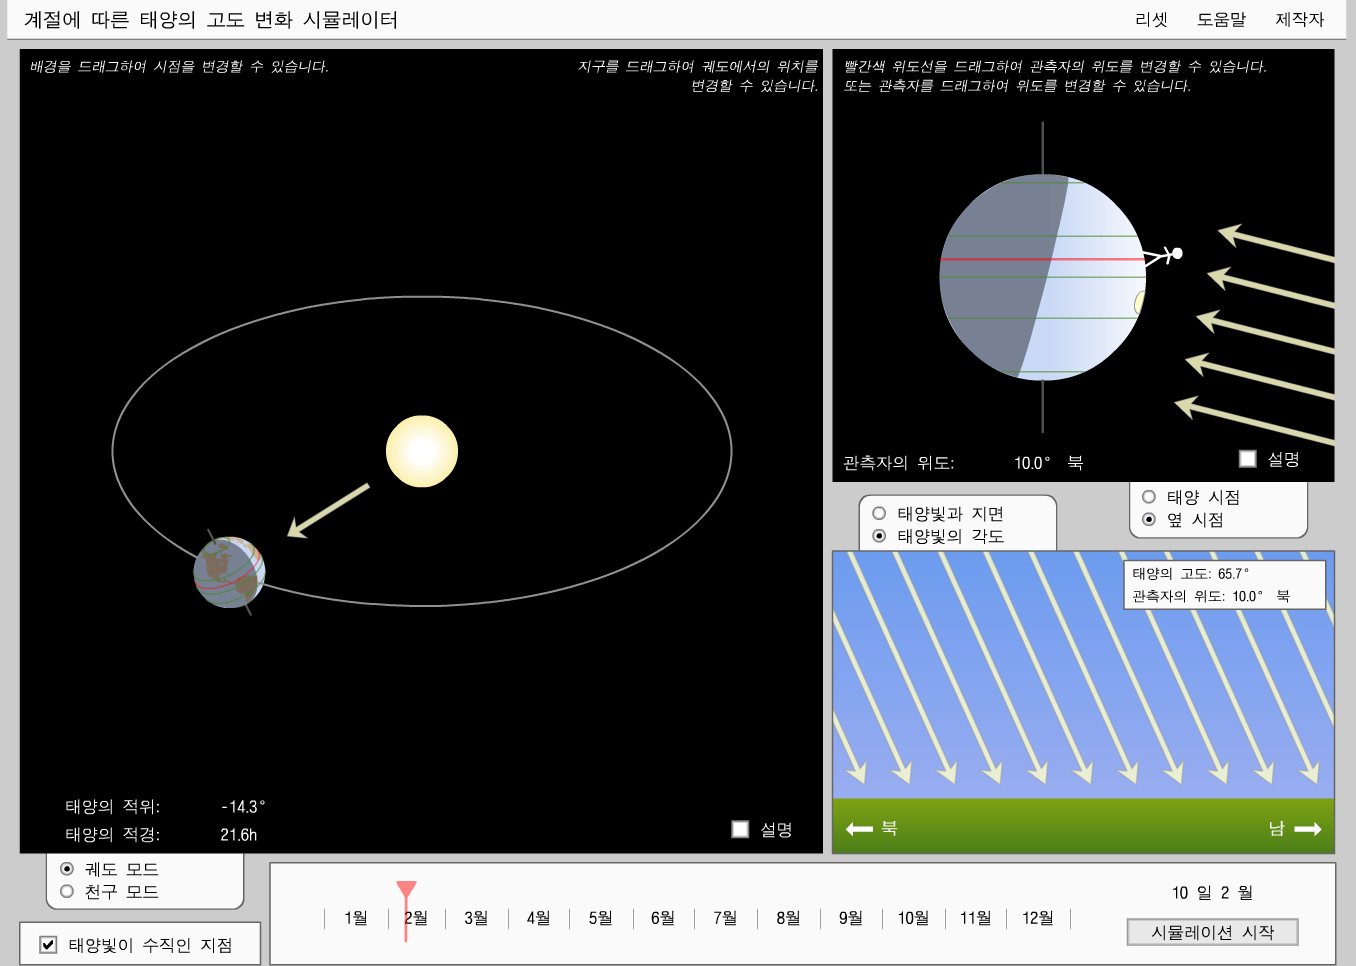 계절에 따른 태양의 고도 변화 시뮬레이터
리셋 도움말 제작자
배경을 드래그하여 시점을 변경할 수 있습니다.
지구를 드래그하여 궤도에서의 위치를
변경할 수 있습니다.
태양의 적위: -14.3°
태양의 적경: 21.6h
설명
빨간색 위도선을 드래그하여 관측자의 위도를 변경할 수 있습니다.
또는 관측자를 드래그하여 위도를 변경할 수 있습니다.
관측자의 위도: 10.0° 북
설명
태양 시점
옆 시점
태양빛과 지면
태양빛의 각도
태양의 고도: 65.7°
관측자의 위도: 10.0° 북
북
남
궤도 모드
천구 모드
태양빛이 수직인 지점
1월 2월 3월 4월 5월 6월 7월 8월 9월 10월 11월 12월
10 일 2 월
시뮬레이션 시작